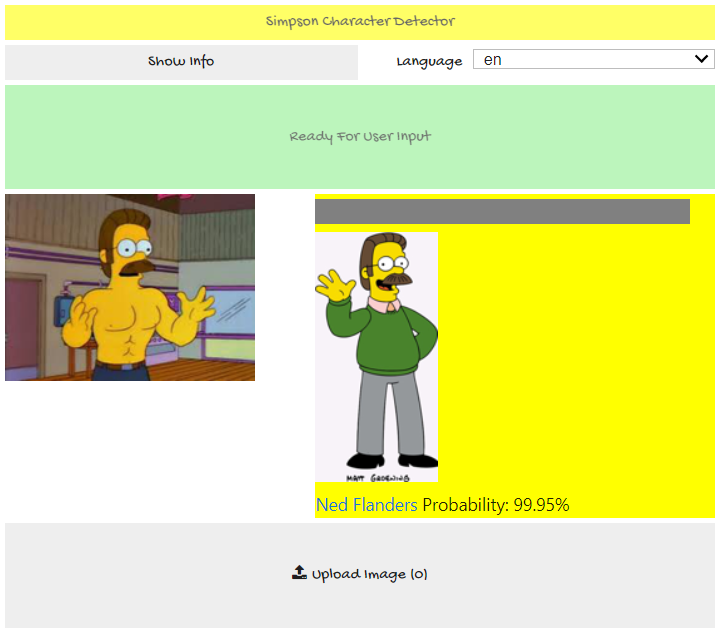 Simpson Character Detector
Show Info
Language en
Ready For User Input
MATT GROENING
Ned Flanders Probability: 99.95%
Upload Image (0)